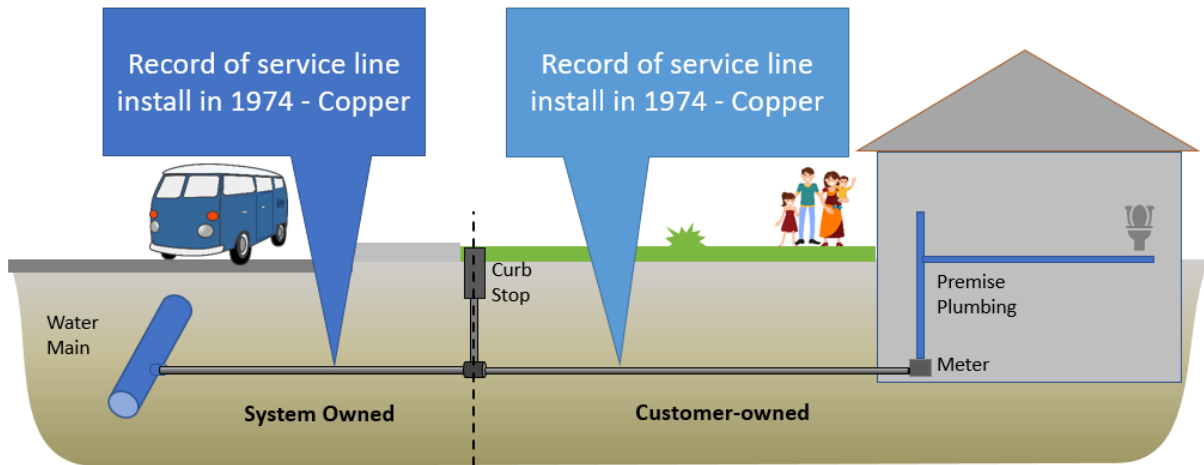 Record of service line
install in 1974 - Copper
Record of service line
install in 1974 - Copper
Curb
Stop
Water
Main
Premise
Plumbing
Meter
System Owned
Customer-owned